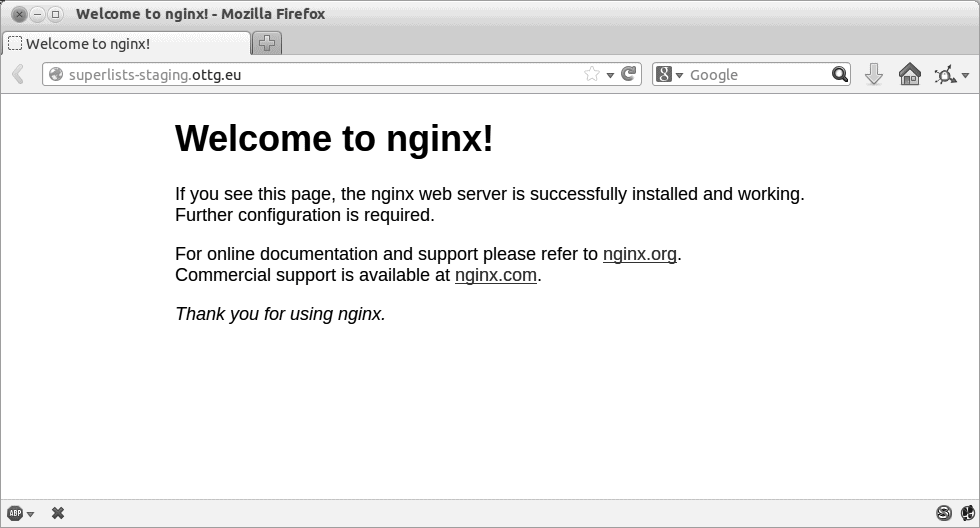 Welcome to nginx! - Mozilla Firefox
Welcome to nginx!
superlists-staging.ottg.eu
8
Google
Welcome to nginx!
If you see this page, the nginx web server is successfully installed and working.
Further configuration is required.
For online documentation and support please refer to nginx.org.
Commercial support is available at nginx.com.
Thank you for using nginx.
ABP
S